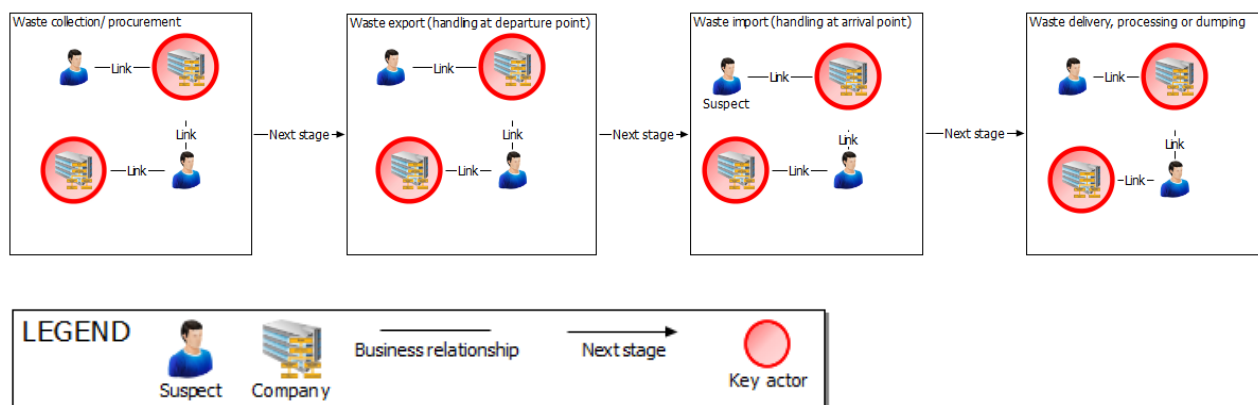 Waste collection/ procurement
Link
Link
Link
Next stage
Waste export (handling at departure point)
Link
Link
Link
Next stage
Waste import (handling at arrival point)
Link
Suspect
Link
Link
Next stage
Waste delivery, processing or dumping
Link
Link
Link
LEGEND
Suspect
Company
Business relationship
Next stage
Key actor